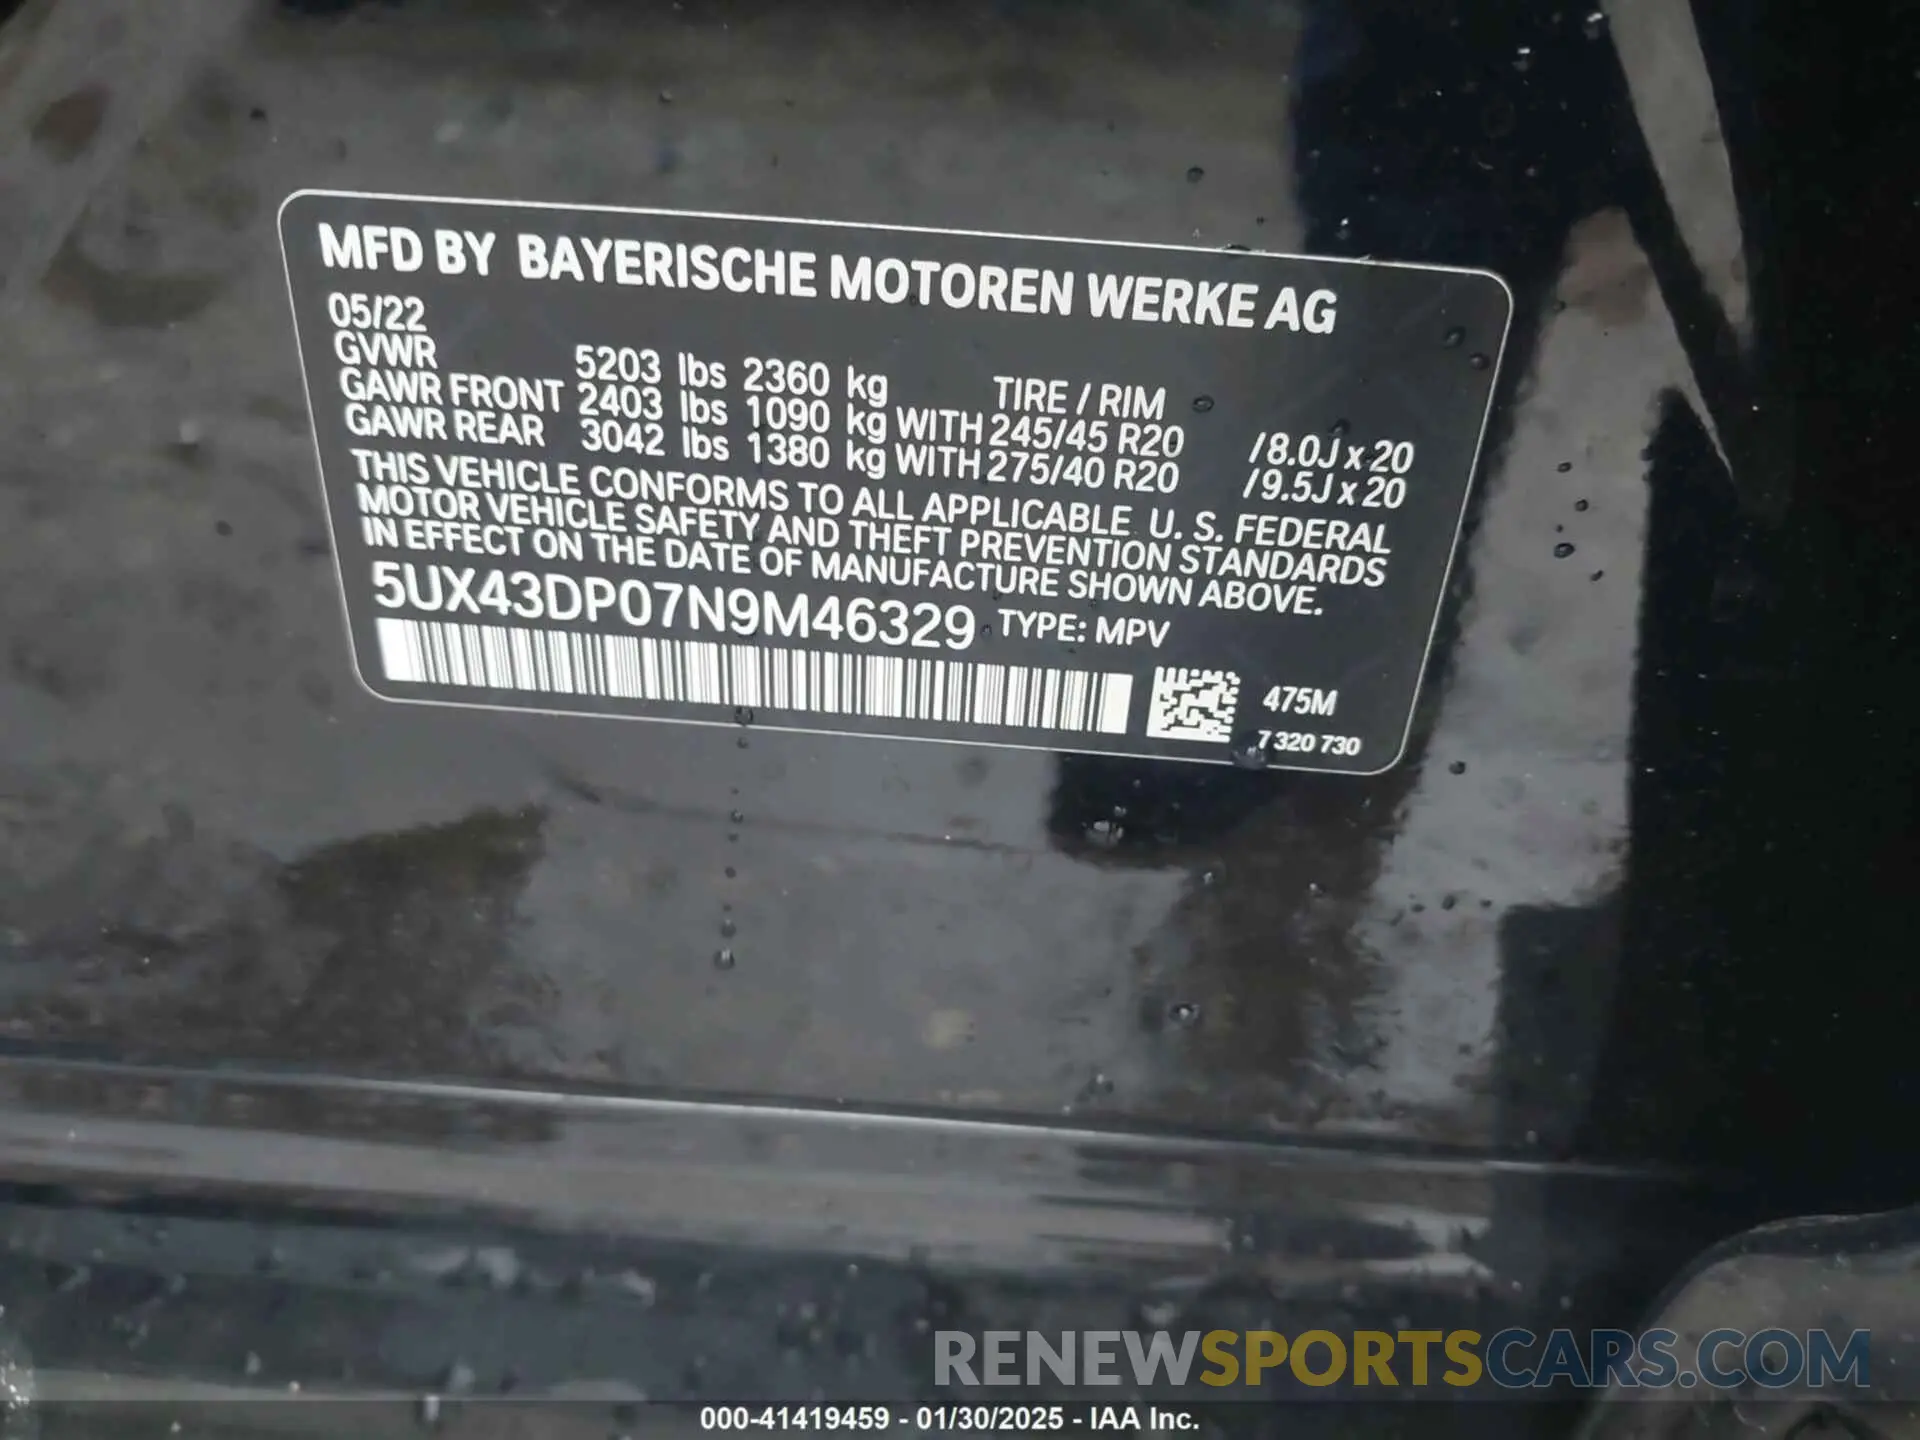 MFD BY BAYERISCHE MOTOREN WERKE AG
05/22
GVWR 5203 lbs 2360 kg TIRE / RIM
GAWR FRONT 2403 lbs 1090 kg WITH 245/45 R20 /8.0J x 20
GAWR REAR 3042 lbs 1380 kg WITH 275/40 R20 /9.5J x 20
THIS VEHICLE CONFORMS TO ALL APPLICABLE U. S. FEDERAL
MOTOR VEHICLE SAFETY AND THEFT PREVENTION STANDARDS
IN EFFECT ON THE DATE OF MANUFACTURE SHOWN ABOVE.
5UX43DP07N9M46329 TYPE: MPV
475M
7 320 730
RENEWSPORTSCARS.COM
000-41419459 - 01/30/2025 - IAA Inc.